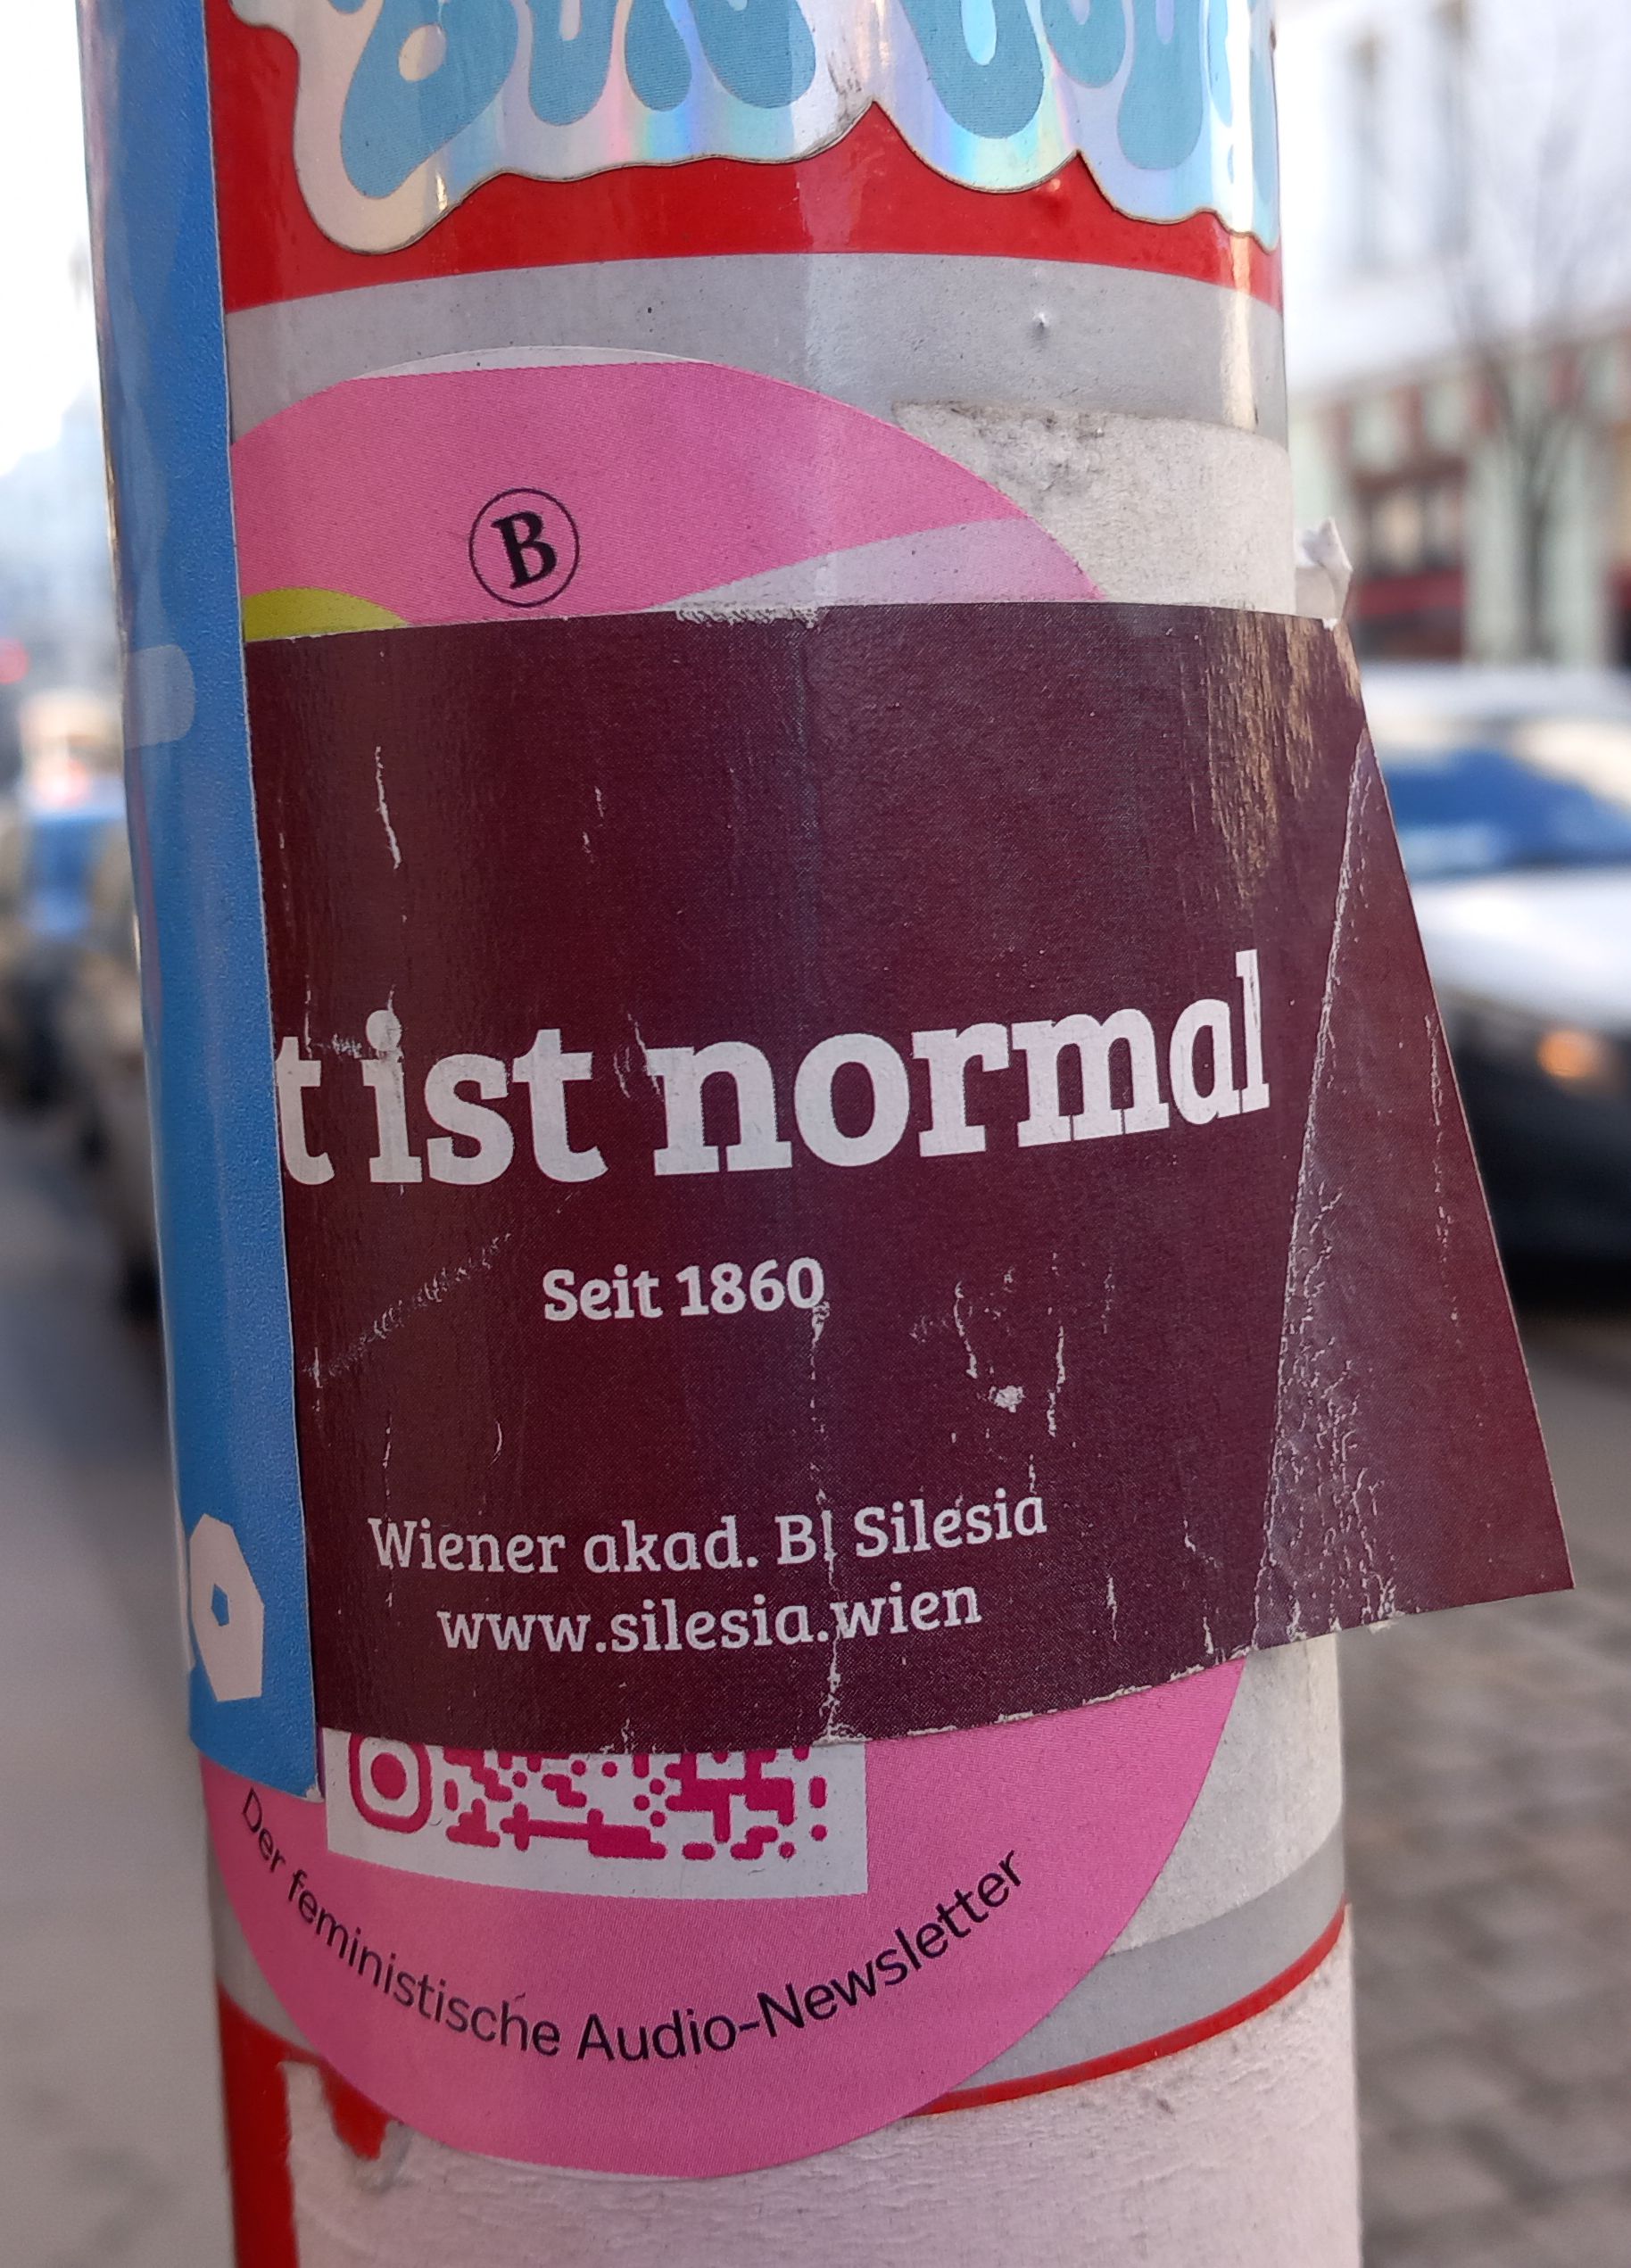 B
t ist normal
Seit 1860
Wiener akad. B! Silesia
www.silesia.wien
Der feministische Audio-Newsletter